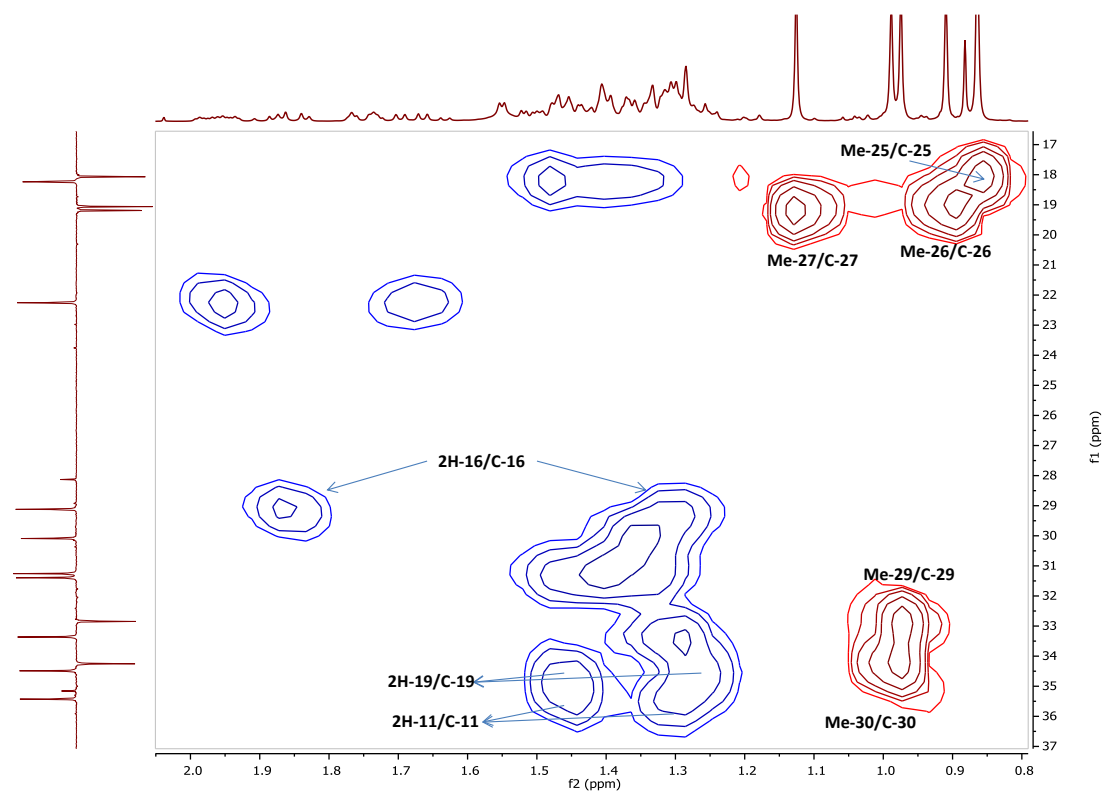 17
Me-25/C-25
18
19
20
Me-27/C-27
Me-26/C-26
21
22
23
24
25
26
27
2H-16/C-16
28
29
30
31
Me-29/C-29
32
33
34
2H-19/C-19
35
2H-11/C-11
Me-30/C-30
36
37
f1 (ppm)
2.0 1.9 1.8 1.7 1.6 1.5 1.4 1.3 1.2 1.1 1.0 0.9 0.8
f2 (ppm)